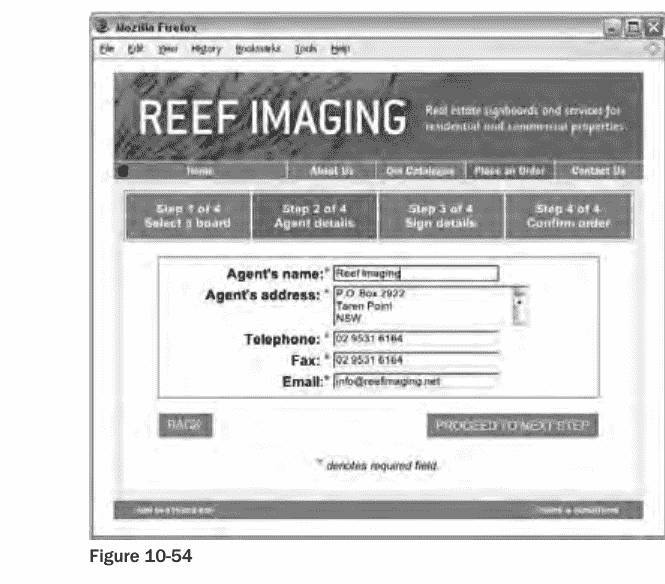 Mozilla Firefox
File Edit View History Bookmarks Tools Help
REEF IMAGING
Real estate signboards and services for
residential and commercial properties.
Home About Us Our Catalogue Place an Order Contact Us
Step 1 of 4 Step 2 of 4 Step 3 of 4 Step 4 of 4
Select a board Agent details Sign details Confirm order
Agent's name:* Reef Imaging
Agent's address: * P.O. Box 2922
Taren Point
NSW
Telephone:* 02 9531 6164
Fax: * 02 9531 6164
Email:* info@reefimaging.net
BACK PROCEED TO NEXT STEP
* denotes required field.
Figure 10-54